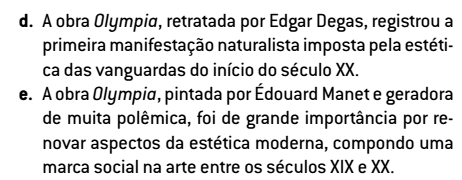 d. A obra Olympia, retratada por Edgar Degas, registrou a
primeira manifestação naturalista imposta pela estéti-
ca das vanguardas do início do século XX.
e. A obra Olympia, pintada por Édouard Manet e geradora
de muita polêmica, foi de grande importância por re-
novar aspectos da estética moderna, compondo uma
marca social na arte entre os séculos XIX e XX.